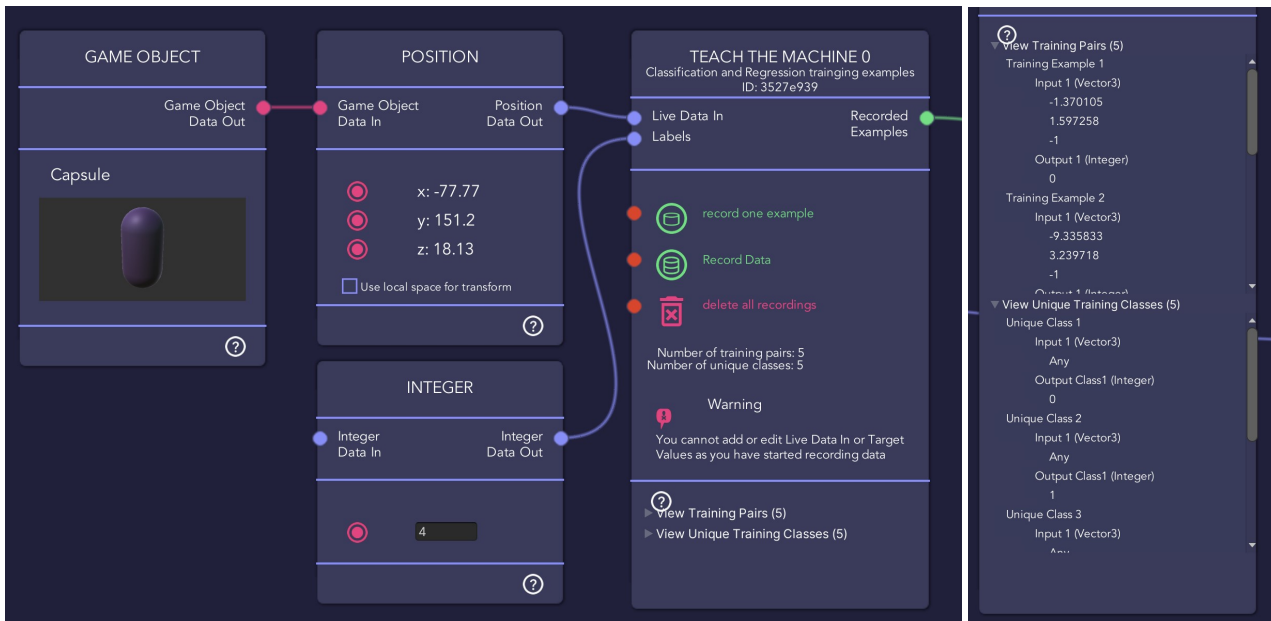 GAME OBJECT
Game Object
Data Out
Capsule
?
POSITION
Game Object
Data In
Position
Data Out
x: -77.77
y: 151.2
z: 18.13
Use local space for transform
?
INTEGER
Integer
Data In
Integer
Data Out
4
?
TEACH THE MACHINE 0
Classification and Regression trainging examples
ID: 3527e939
Live Data In
Labels
Recorded
Examples
record one example
Record Data
delete all recordings
Number of training pairs: 5
Number of unique classes: 5
Warning
You cannot add or edit Live Data In or Target
Values as you have started recording data
?
View Training Pairs (5)
View Unique Training Classes (5)
?
View Training Pairs (5)
Training Example 1
Input 1 (Vector3)
-1.370105
1.597258
-1
Output 1 (Integer)
0
Training Example 2
Input 1 (Vector3)
-9.335833
3.239718
-1
Output 1 (Integer)
View Unique Training Classes (5)
Unique Class 1
Input 1 (Vector3)
Any
Output Class1 (Integer)
0
Unique Class 2
Input 1 (Vector3)
Any
Output Class1 (Integer)
1
Unique Class 3
Input 1 (Vector3)
Any